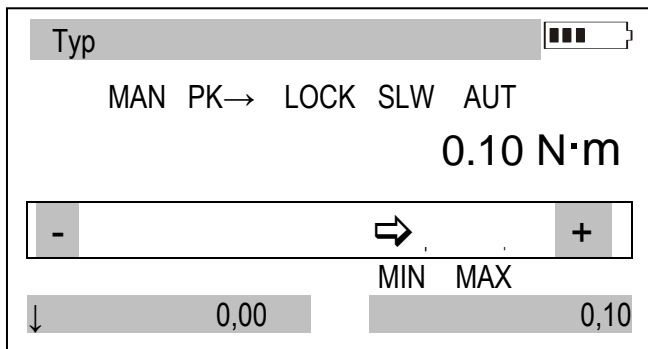 Typ
MAN PK→ LOCK SLW AUT
0.10 N·m
- ⇨ +
MIN MAX
↓ 0,00 0,10